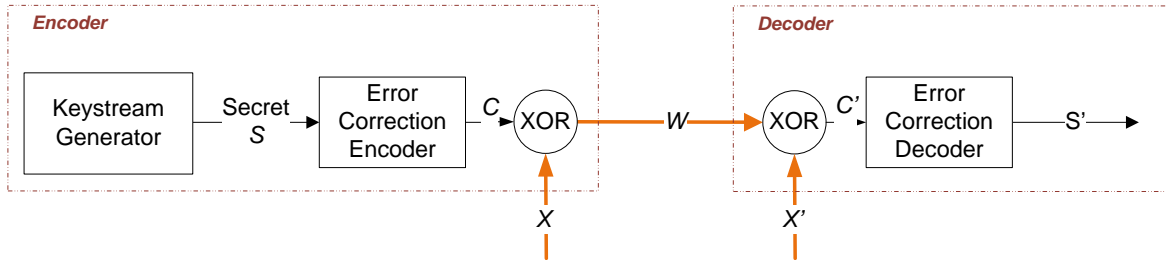 Encoder
Keystream
Generator
Secret
S
Error
Correction
Encoder
C
XOR
X
W
Decoder
XOR
X'
C'
Error
Correction
Decoder
S'